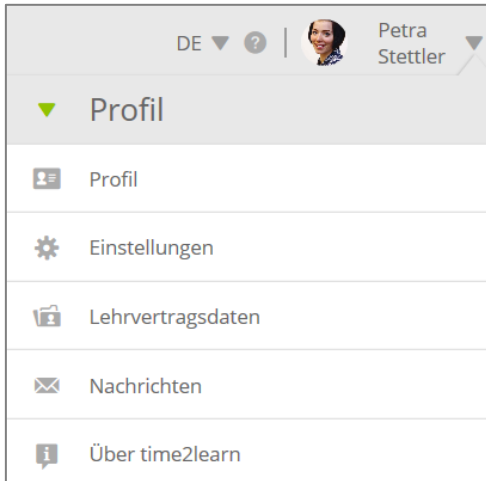 DE ?
Petra
Stettler
Profil
Profil
Einstellungen
Lehrvertragsdaten
Nachrichten
Über time2learn